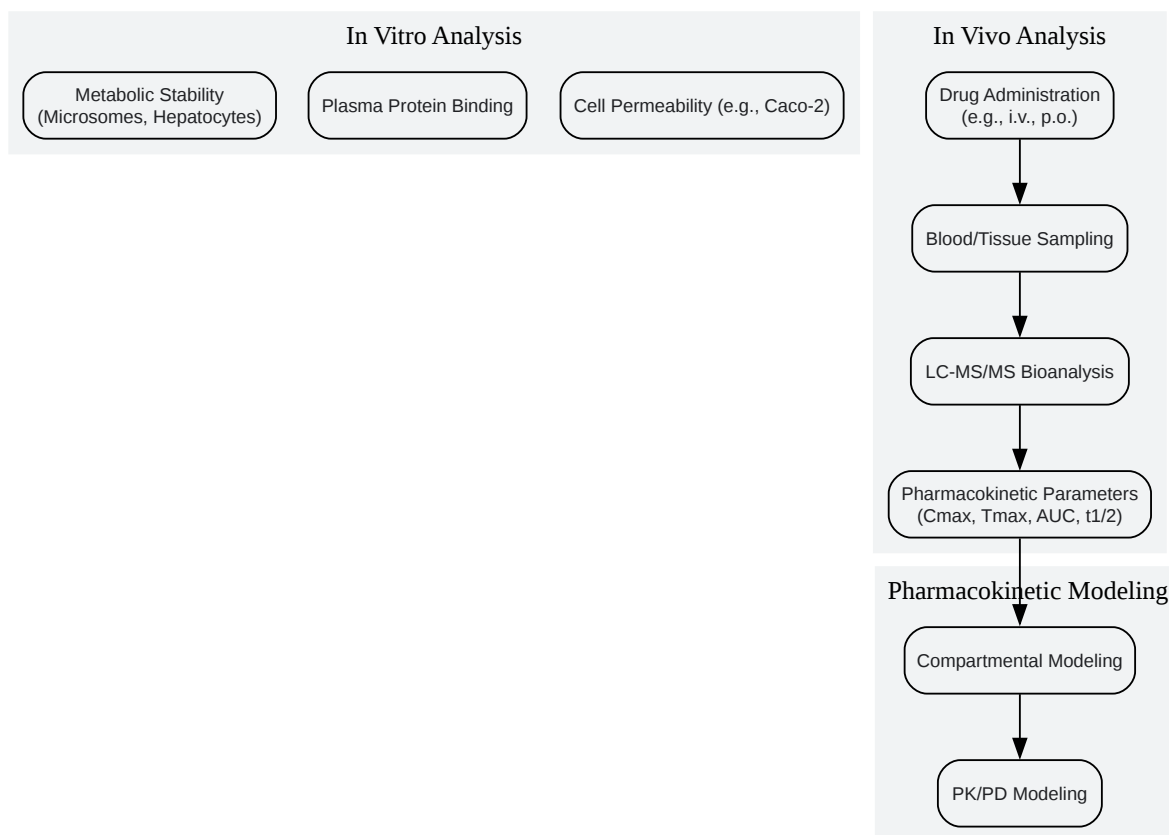 In Vitro Analysis
Metabolic Stability
(Microsomes, Hepatocytes)
Plasma Protein Binding
Cell Permeability (e.g., Caco-2)
In Vivo Analysis
Drug Administration
(e.g., i.v., p.o.)
Blood/Tissue Sampling
LC-MS/MS Bioanalysis
Pharmacokinetic Parameters
(Cmax, Tmax, AUC, t1/2)
Pharmacokinetic Modeling
Compartmental Modeling
PK/PD Modeling